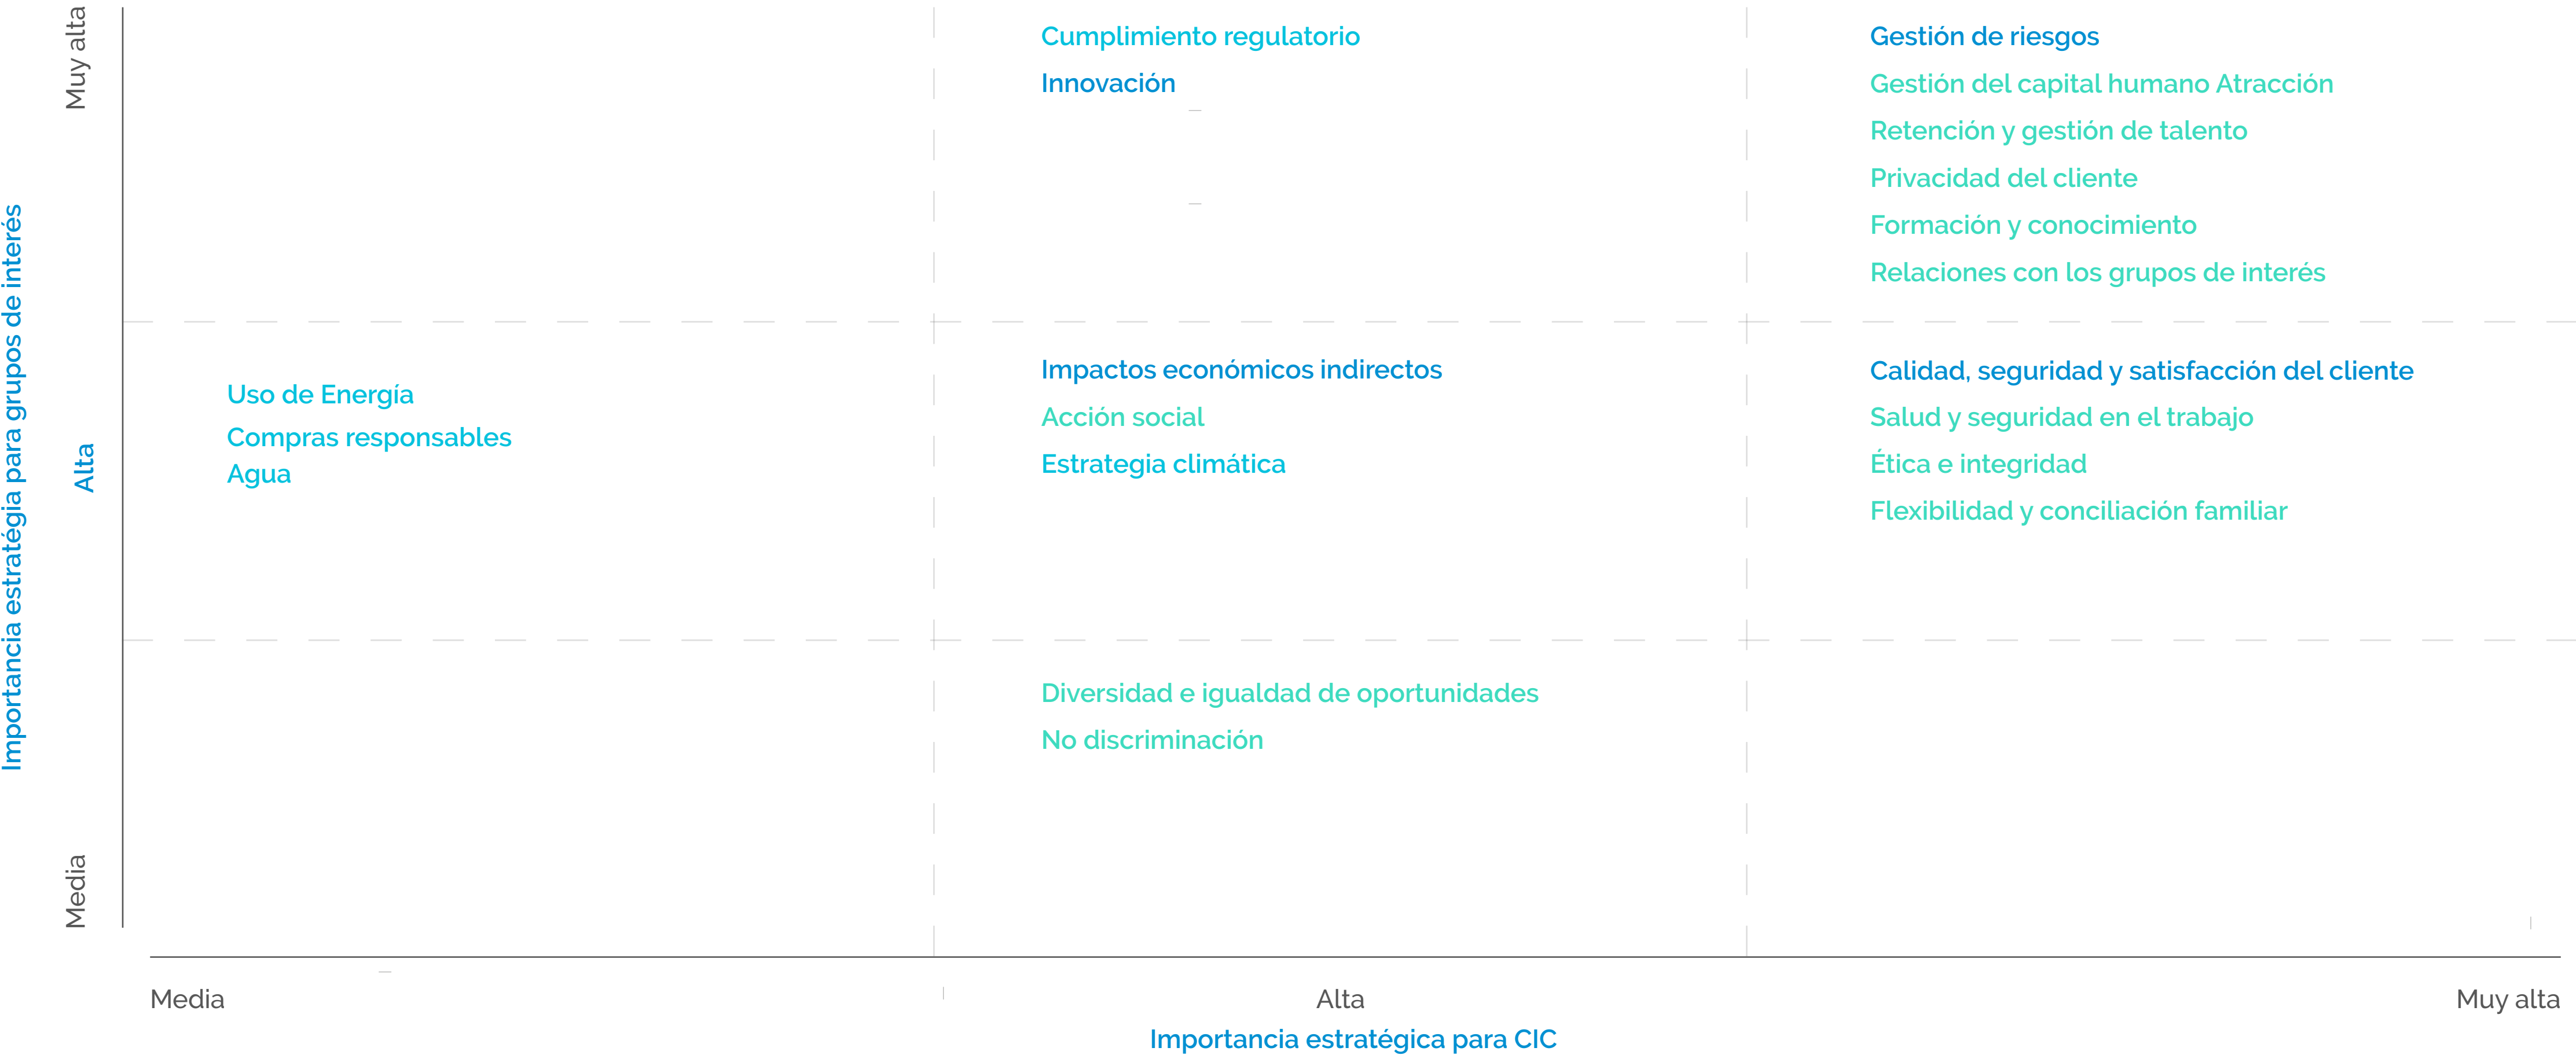 Importancia estratégia para grupos de interés
Muy alta
Alta
Media
Cumplimiento regulatorio
Innovación
Gestión de riesgos
Gestión del capital humano Atracción
Retención y gestión de talento
Privacidad del cliente
Formación y conocimiento
Relaciones con los grupos de interés
Uso de Energía
Compras responsables
Agua
Impactos económicos indirectos
Acción social
Estrategia climática
Calidad, seguridad y satisfacción del cliente
Salud y seguridad en el trabajo
Ética e integridad
Flexibilidad y conciliación familiar
Diversidad e igualdad de oportunidades
No discriminación
Media
Alta
Muy alta
Importancia estratégica para CIC